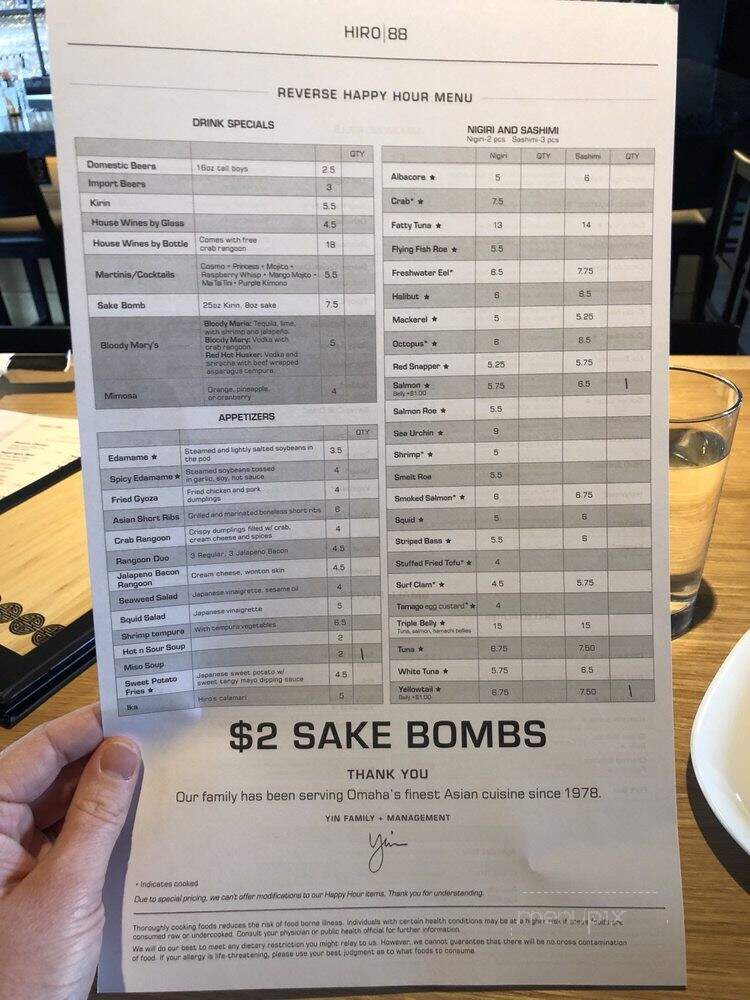 HIRO|88
REVERSE HAPPY HOUR MENU
DRINK SPECIALS
QTY
Domestic Beers 16oz tall boys 2.5
Import Beers 3
Kirin 5.5
House Wines by Glass 4.5
House Wines by Bottle Comes with free crab rangoon 18
Martinis/Cocktails Cosmo • Princess • Mojito • Raspberry Whisp • Mango Mojito • Mai Tai Tini • Purple Kimono 5.5
Sake Bomb 25oz Kirin, 8oz sake 7.5
Bloody Mary's Bloody Maria: Tequila, lime, with shrimp and jalapeño. Bloody Mary: Vodka with crab rangoon. Red Hot Husker: Vodka and sriracha with beef wrapped asparagus tempura. 5
Mimosa Orange, pineapple, or cranberry 4
APPETIZERS
QTY
Edamame ★ Steamed and lightly salted soybeans in the pod 3.5
Spicy Edamame ★ Steamed soybeans tossed in garlic, soy, hot sauce 4
Fried Gyoza Fried chicken and pork dumplings 4
Asian Short Ribs Grilled and marinated boneless short ribs 6
Crab Rangoon Crispy dumplings filled w/ crab, cream cheese and spices 4
Rangoon Duo 3 Regular, 3 Jalapeno Bacon 4.5
Jalapeno Bacon Rangoon Cream cheese, wonton skin 4.5
Seaweed Salad Japanese vinaigrette, sesame oil 4
Squid Salad Japanese vinaigrette 5
Shrimp tempura With tempura vegetables 6.5
Hot n Sour Soup 2
Miso Soup 2 |
Sweet Potato Fries ★ Japanese sweet potato w/ sweet tangy mayo dipping sauce 4.5
Ika Hiro's calamari 5
NIGIRI AND SASHIMI
Nigiri-2 pcs Sashimi-3 pcs
Nigiri QTY Sashimi QTY
Albacore ★ 5 6
Crab* ★ 7.5
Fatty Tuna ★ 13 14
Flying Fish Roe ★ 5.5
Freshwater Eel* 6.5 7.75
Halibut ★ 6 6.5
Mackerel ★ 5 5.25
Octopus* ★ 6 6.5
Red Snapper ★ 5.25 5.75
Salmon ★ Belly +$1.00 5.75 6.5 |
Salmon Roe ★ 5.5
Sea Urchin ★ 9
Shrimp* ★ 5
Smelt Roe 5.5
Smoked Salmon* ★ 6 6.75
Squid ★ 5 6
Striped Bass ★ 5.5 6
Stuffed Fried Tofu* ★ 4
Surf Clam* ★ 4.5 5.75
Tamago egg custard* ★ 4
Triple Belly ★ Tuna, salmon, hamachi bellies 15 15
Tuna ★ 6.75 7.50
White Tuna ★ 5.75 6.5
Yellowtail ★ Belly +$1.00 6.75 7.50 |
$2 SAKE BOMBS
THANK YOU
Our family has been serving Omaha's finest Asian cuisine since 1978.
YIN FAMILY + MANAGEMENT
Yin
* Indicates cooked
Due to special pricing, we can't offer modifications to our Happy Hour items. Thank you for understanding.
Thoroughly cooking foods reduces the risk of food borne illness. Individuals with certain health conditions may be at a higher risk if these foods are
consumed raw or undercooked. Consult your physician or public health official for further information.
We will do our best to meet any dietary restriction you might relay to us. However, we cannot guarantee that there will be no cross contamination
of food. If your allergy is life-threatening, please use your best judgment as to what foods to consume.
menupix